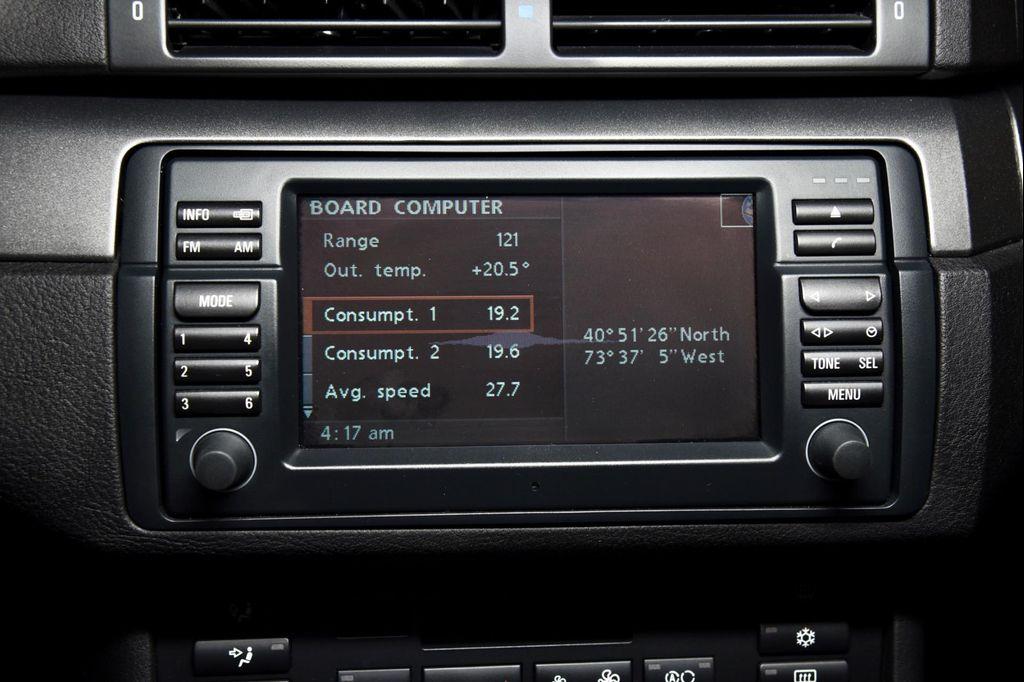 0 0
INFO
FM AM
MODE
1 4
2 5
3 6
BOARD COMPUTER
Range 121
Out. temp. +20.5°
Consumpt. 1 19.2
Consumpt. 2 19.6
Avg. speed 27.7
4:17 am
40°51'26"North
73°37' 5"West
TONE SEL
MENU
A